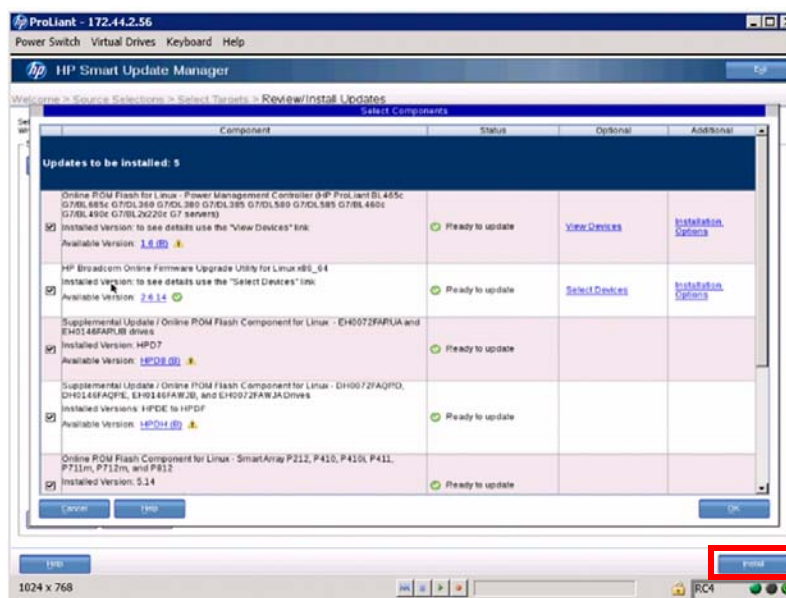 ProLiant - 172.44.2.56
Power Switch Virtual Drives Keyboard Help
HP Smart Update Manager
Exit
Welcome > Source Selections > Select Targets > Review/Install Updates
Select Components
Component Status Optional Additional
Updates to be installed: 5
Online ROM Flash for Linux - Power Management Controller (HP ProLiant BL465c
G7/BL685c G7/DL360 G7/DL380 G7/DL385 G7/DL580 G7/DL585 G7/BL460c
G7/BL490c G7/BL2x220c G7 servers)
Installed Version: to see details use the "View Devices" link
Available Version: 1.6 (B)
Ready to update
View Devices
Installation Options
HP Broadcom Online Firmware Upgrade Utility for Linux x86_64
Installed Version: to see details use the "Select Devices" link
Available Version: 2.6.14
Ready to update
Select Devices
Installation Options
Supplemental Update / Online ROM Flash Component for Linux - EH0072FARUA and
EH0146FARUB drives
Installed Version: HPD7
Available Version: HPD8 (B)
Ready to update
Supplemental Update / Online ROM Flash Component for Linux -
Installed Versions: HPDE to HPDF
Available Version: HPDH (B)
Ready to update
Online ROM Flash Component for Linux - Smart Array P212, P410, P410i, P411,
P711m, P712m, and P812
Installed Version: 5.14
Ready to update
Cancel Help OK
Help Install
1024 x 768 RC4